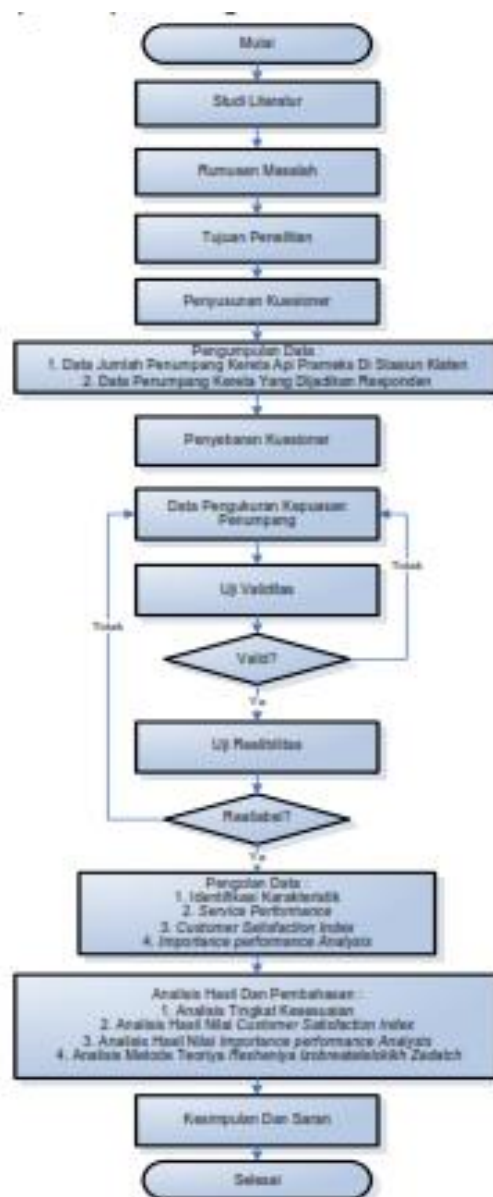 Mulai
Studi Literatur
Rumusan Masalah
Tujuan Penelitian
Penyusunan Kuesioner
Pengumpulan Data :
1. Data Jumlah Penumpang Kereta Api Prameks Di Stasiun Klaten
2. Data Penumpang Kereta Yang Dijadikan Responden
Penyebaran Kuesioner
Data Pengukuran Kepuasan
Penumpang
Tidak
Uji Validitas
Tidak
Valid?
Ya
Uji Realibilitas
Realiabel?
Ya
Pengolan Data :
1. Identifikasi Karakteristik
2. Service Performance
3. Customer Satisfaction Index
4. Importance performance Analysis
Analisis Hasil Dan Pembahasan :
1. Analisis Tingkat Kesesuaian
2. Analisis Hasil Nilai Customer Satisfaction Index
3. Analisis Hasil Nilai Importance performance Analysis
4. Analisis Metode Teoriya Resheniya
Kesimpulan Dan Saran
Selesai